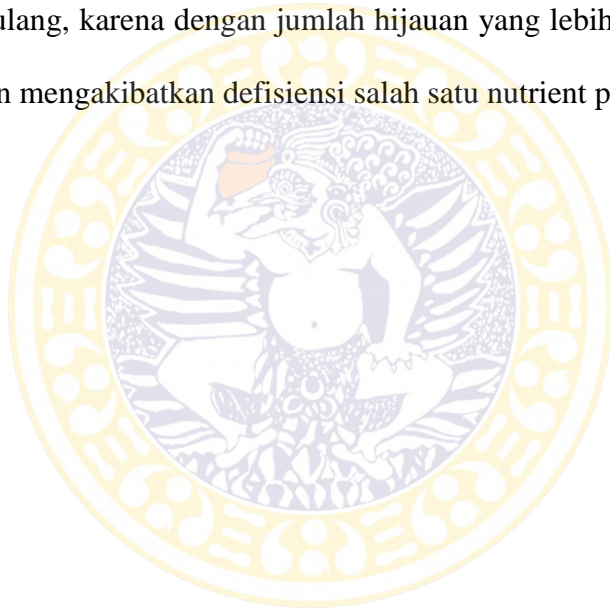 ulang, karena dengan jumlah hijauan yang lebih
n mengakibatkan defisiensi salah satu nutrient p